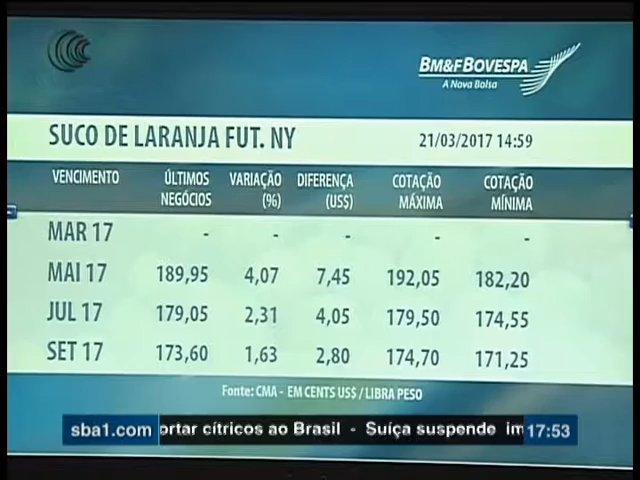 BM&FBOVESPA
A Nova Bolsa
SUCO DE LARANJA FUT. NY 21/03/2017 14:59
VENCIMENTO ÚLTIMOS NEGÓCIOS VARIAÇÃO (%) DIFERENÇA (US$) COTAÇÃO MÁXIMA COTAÇÃO MÍNIMA
MAR 17 - - - - -
MAI 17 189,95 4,07 7,45 192,05 182,20
JUL 17 179,05 2,31 4,05 179,50 174,55
SET 17 173,60 1,63 2,80 174,70 171,25
Fonte: CMA - EM CENTS US$ / LIBRA PESO
sba1.com ortar cítricos ao Brasil - Suíça suspende im 17:53